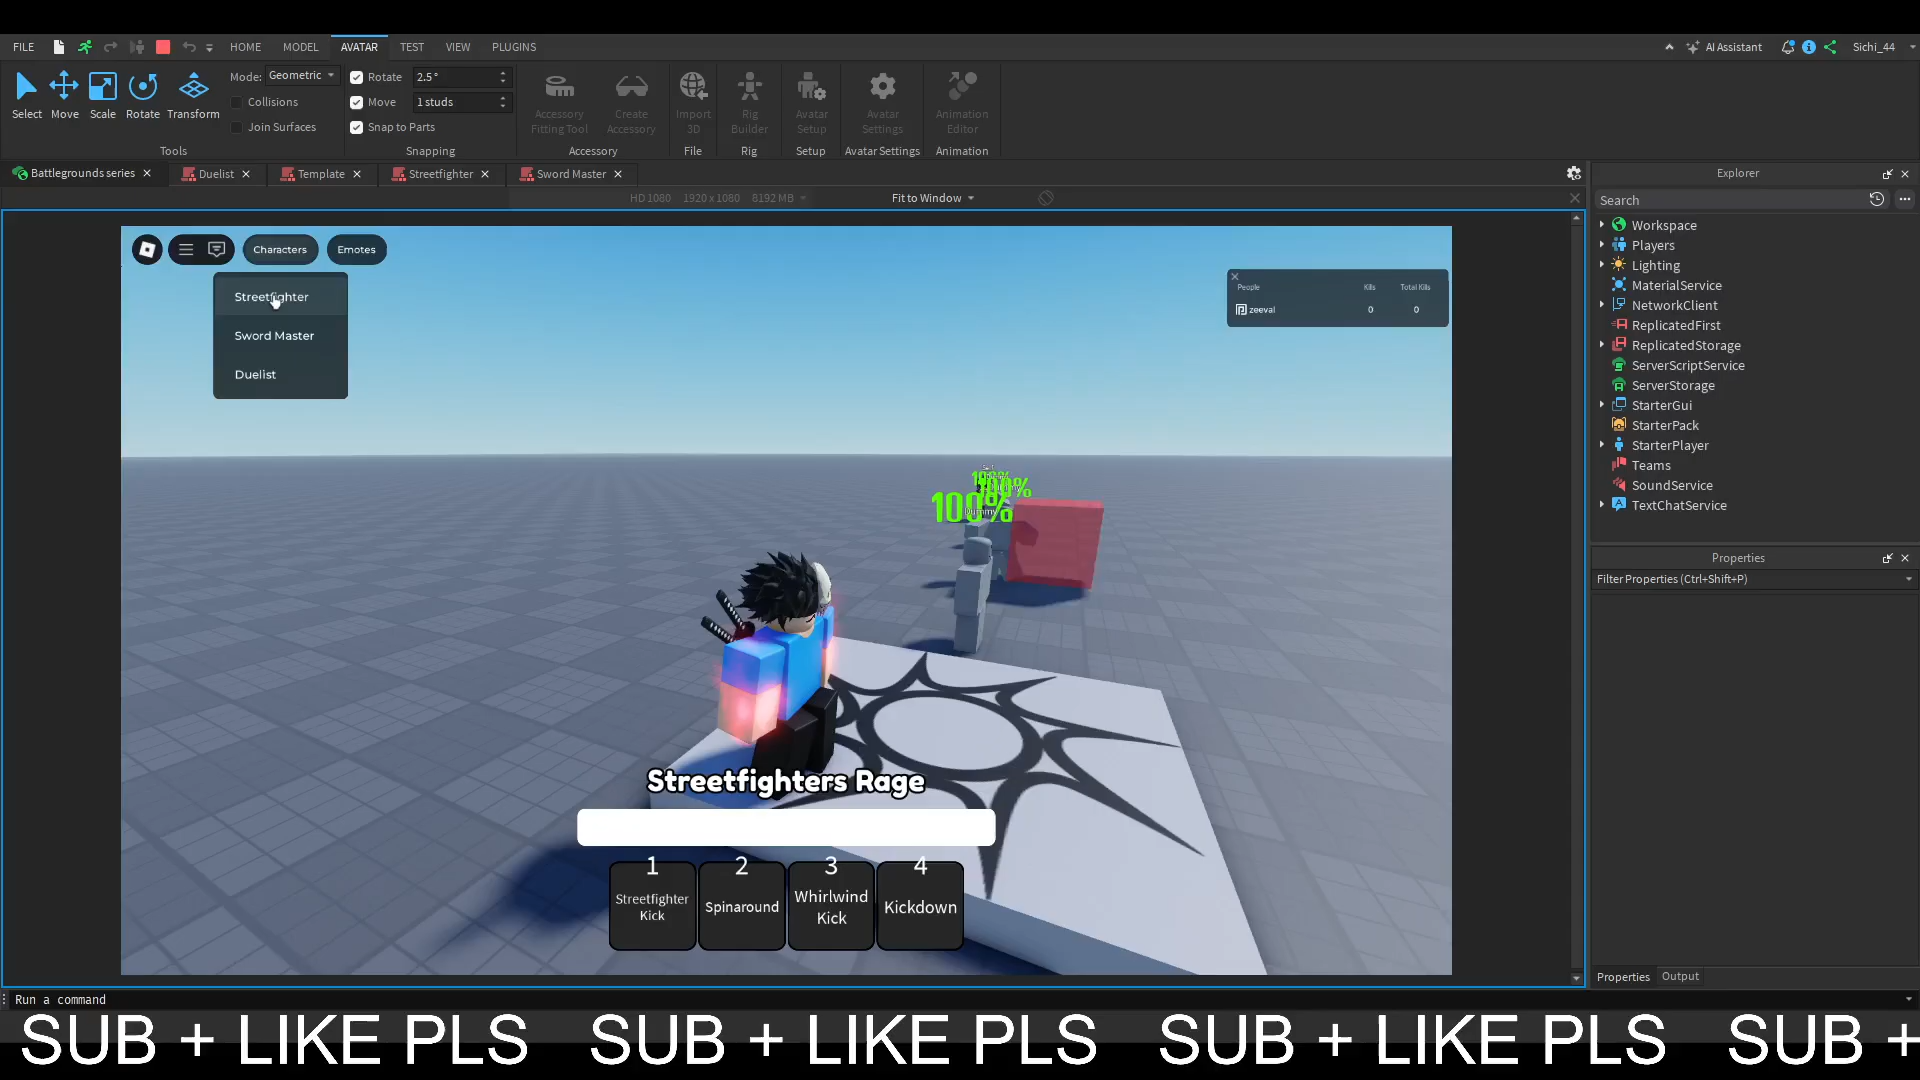 FILE HOME MODEL AVATAR TEST VIEW PLUGINS AI Assistant Sichi_44
Select Move Scale Rotate Transform
Mode: Geometric
Collisions
Join Surfaces
Tools
Rotate 2.5°
Move 1 studs
Snap to Parts
Snapping
Accessory Fitting Tool
Create Accessory
Accessory
Import 3D
File
Rig Builder
Rig
Avatar Setup
Setup
Avatar Settings
Avatar Settings
Animation Editor
Animation
Battlegrounds series Duelist Template Streetfighter Sword Master
HD 1080 1920 x 1080 8192 MB Fit to Window
Characters Emotes
Streetfighter
Sword Master
Duelist
People Kills Total Kills
zeeval 0 0
100%
100%
100%
Dummy
Streetfighters Rage
1 2 3 4
Streetfighter Kick
Spinaround
Whirlwind Kick
Kickdown
Explorer
Search
Workspace
Players
Lighting
MaterialService
NetworkClient
ReplicatedFirst
ReplicatedStorage
ServerScriptService
ServerStorage
StarterGui
StarterPack
StarterPlayer
Teams
SoundService
TextChatService
Properties
Filter Properties (Ctrl+Shift+P)
Properties Output
Run a command
SUB + LIKE PLS SUB + LIKE PLS SUB + LIKE PLS SUB +